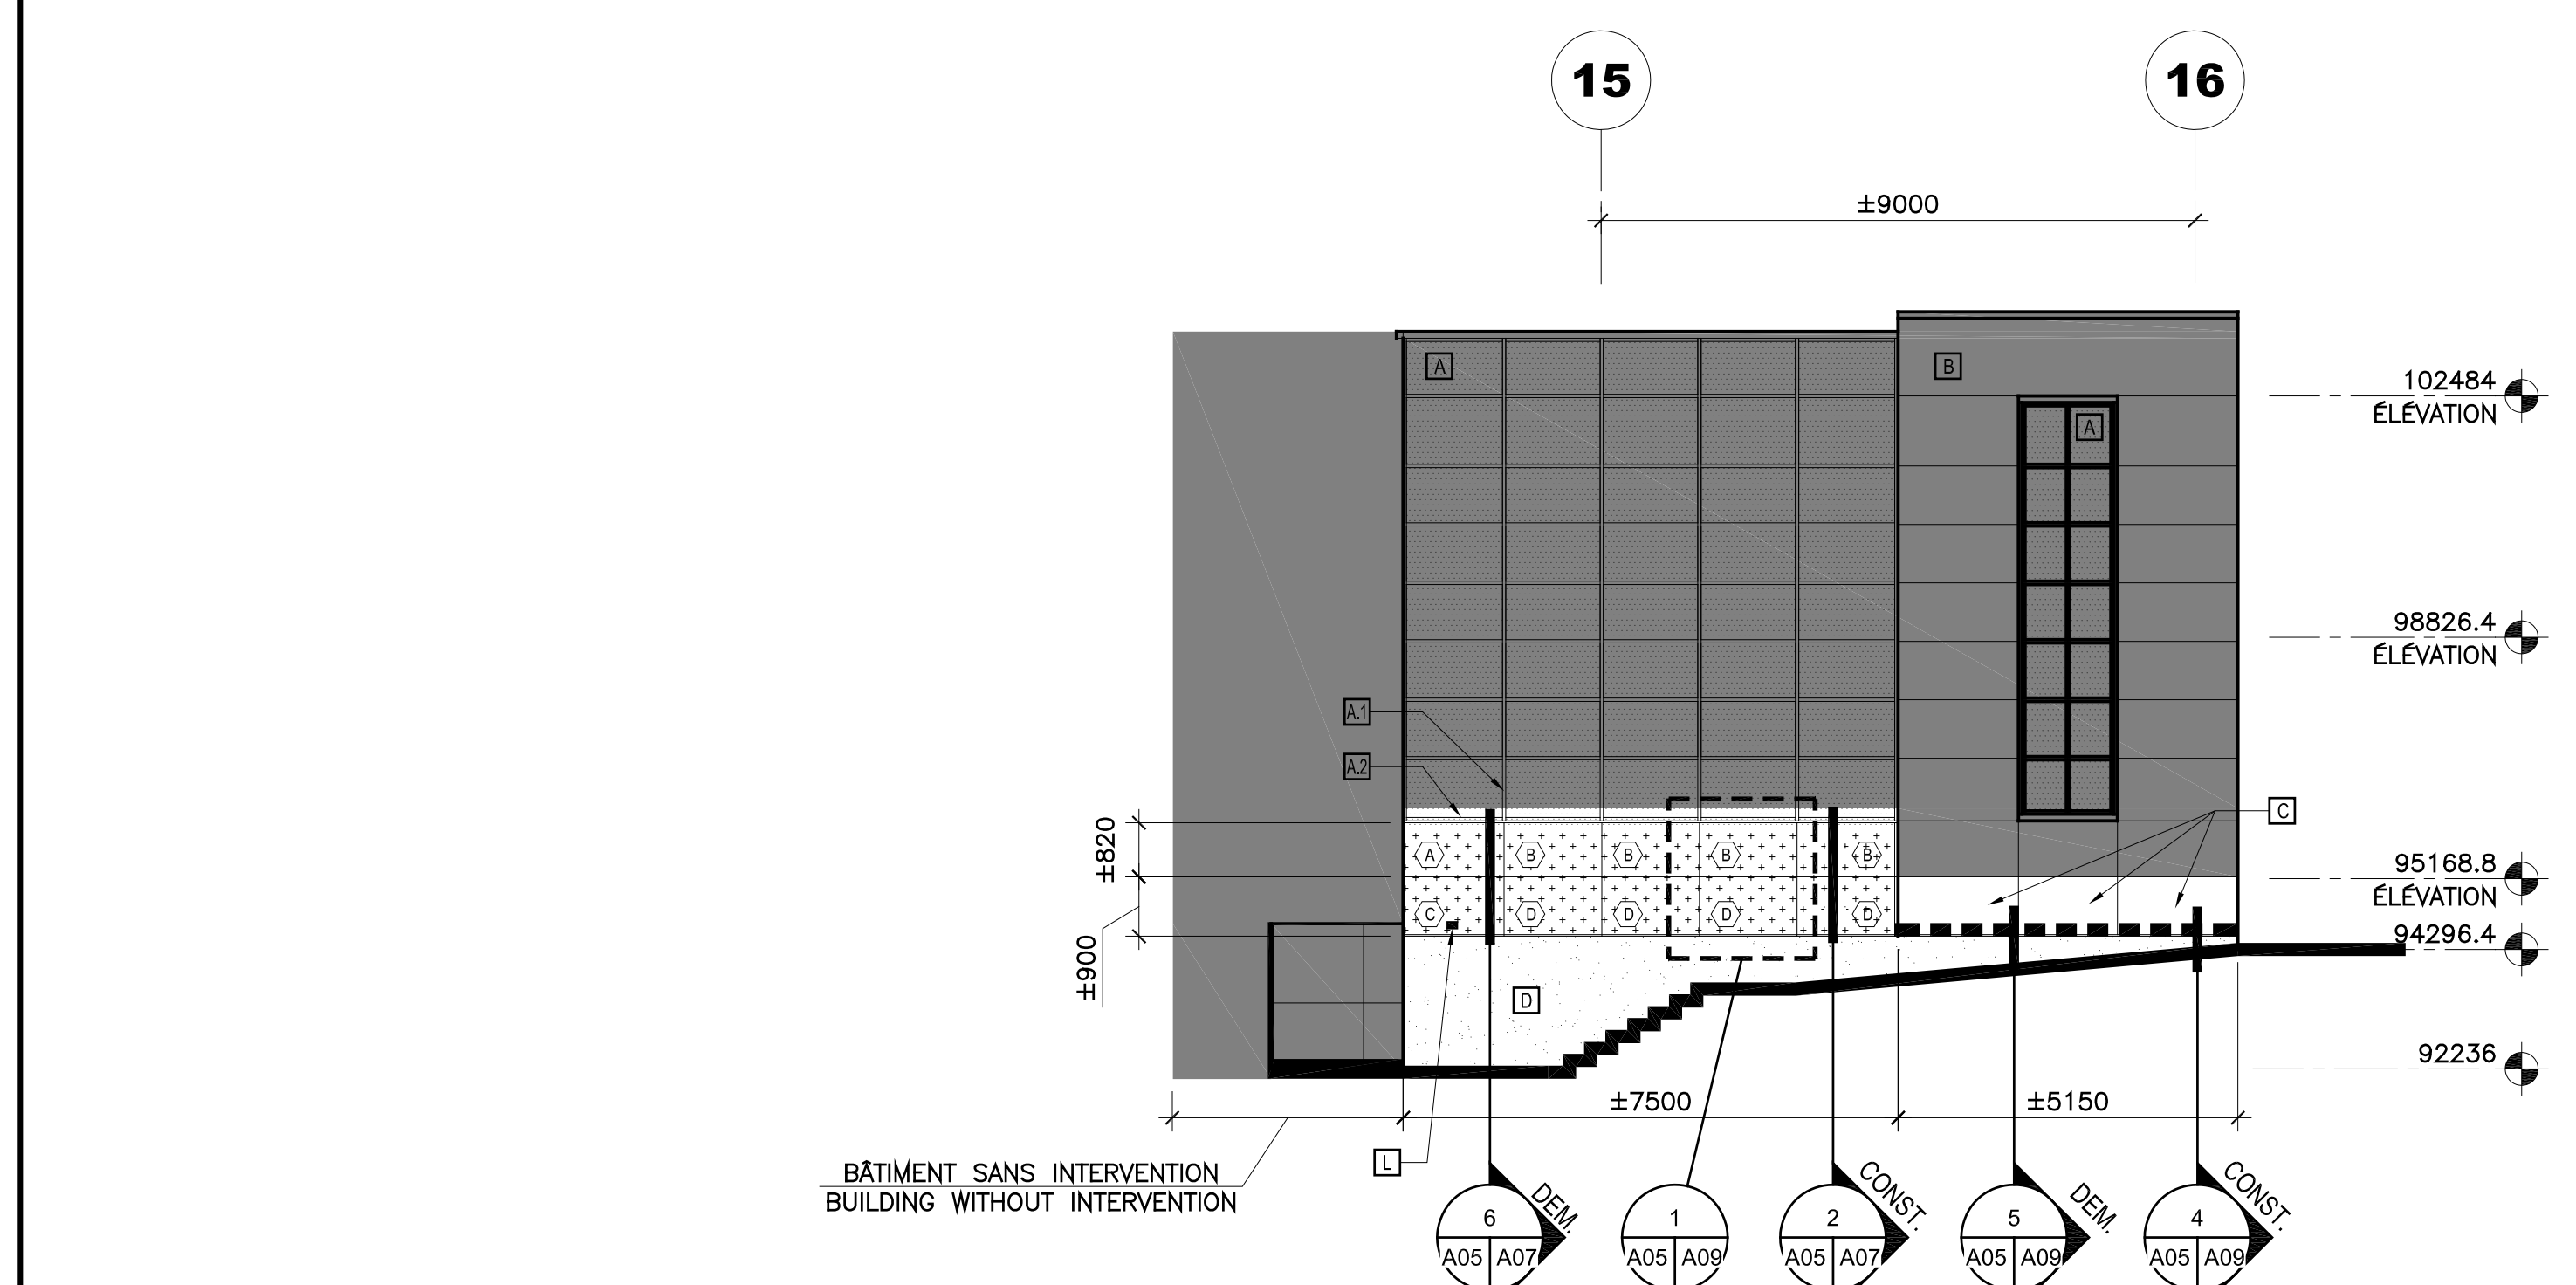 15
16
±9000
A
B
A
102484
ÉLÉVATION
98826.4
ÉLÉVATION
A.1
A.2
C
±820
A
B
B
B
B
95168.8
ÉLÉVATION
C
D
D
D
D
94296.4
±900
D
92236
±7500
±5150
BÂTIMENT SANS INTERVENTION
BUILDING WITHOUT INTERVENTION
L
DEM.
CONST.
DEM.
CONST.
6
1
2
5
4
A05 A07
A05 A09
A05 A07
A05 A09
A05 A09